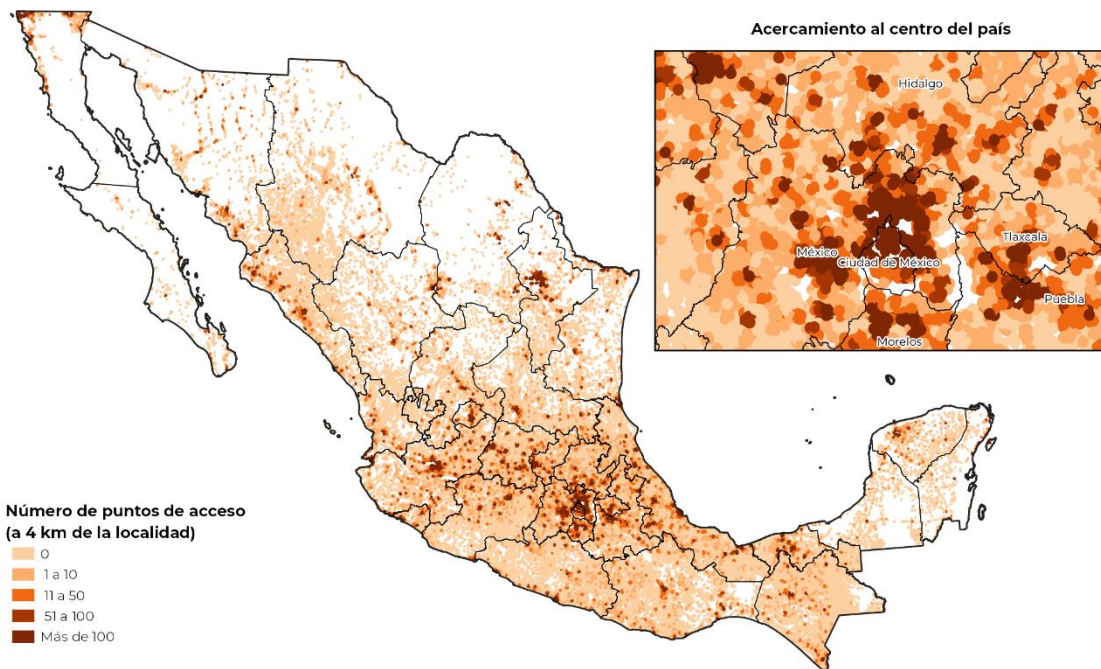 Acercamiento al centro del país
Hidalgo
Tlaxcala
México
Ciudad de México
Puebla
Morelos
Número de puntos de acceso
(a 4 km de la localidad)
0
1 a 10
11 a 50
51 a 100
Más de 100